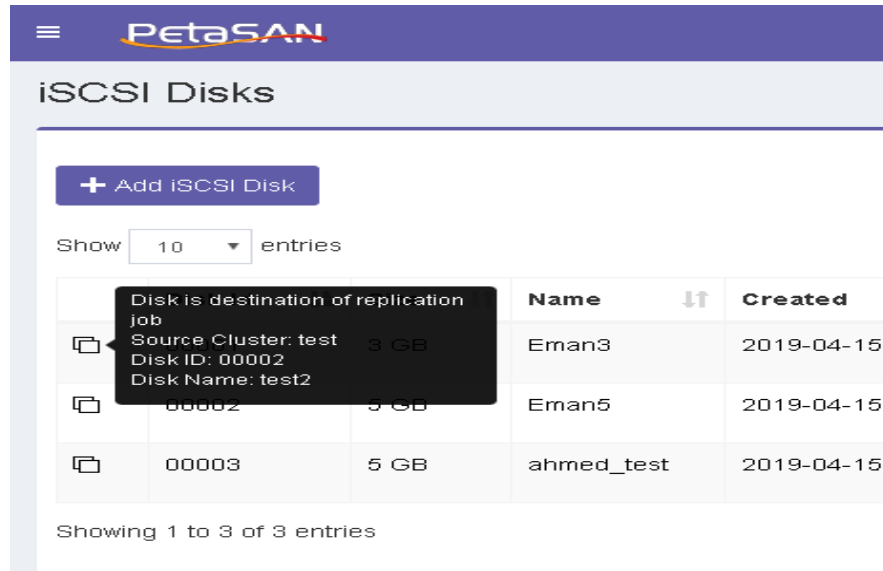 PetaSAN
iSCSI Disks
+ Add iSCSI Disk
Show 10 entries
Name Created
Disk is destination of replication
job
Source Cluster: test
Disk ID: 00002
Disk Name: test2
3 GB Eman3 2019-04-15
00002 5 GB Eman5 2019-04-15
00003 5 GB ahmed_test 2019-04-15
Showing 1 to 3 of 3 entries